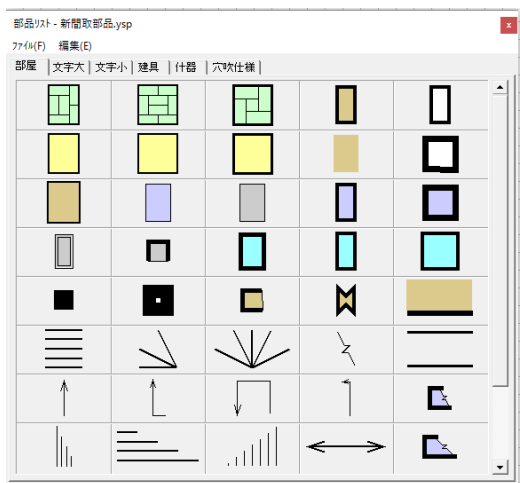 部品リスト - 新間取部品.ysp
x
ファイル(F) 編集(E)
部屋 文字大 文字小 建具 什器 穴吹仕様